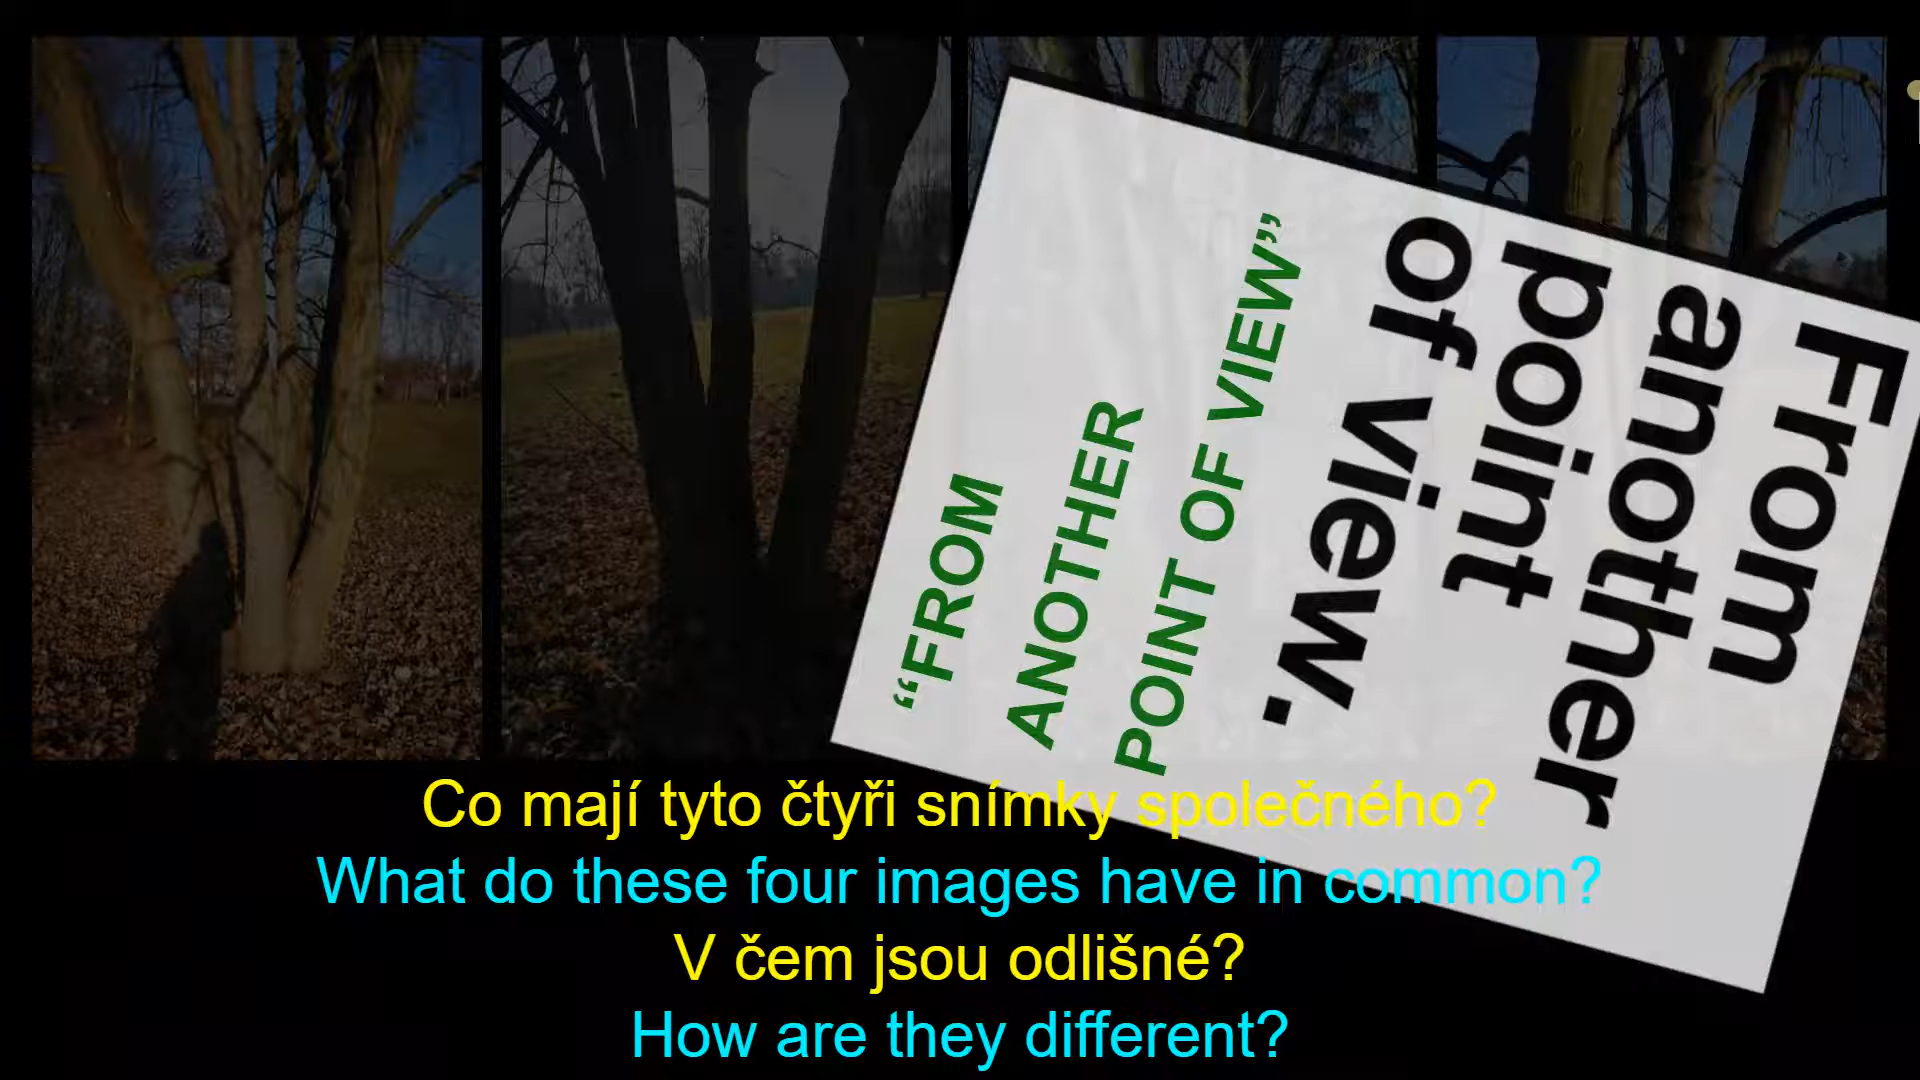 “FROM
ANOTHER
POINT OF VIEW”
From
another
point
of view.
Co mají tyto čtyři snímky společného?
What do these four images have in common?
V čem jsou odlišné?
How are they different?